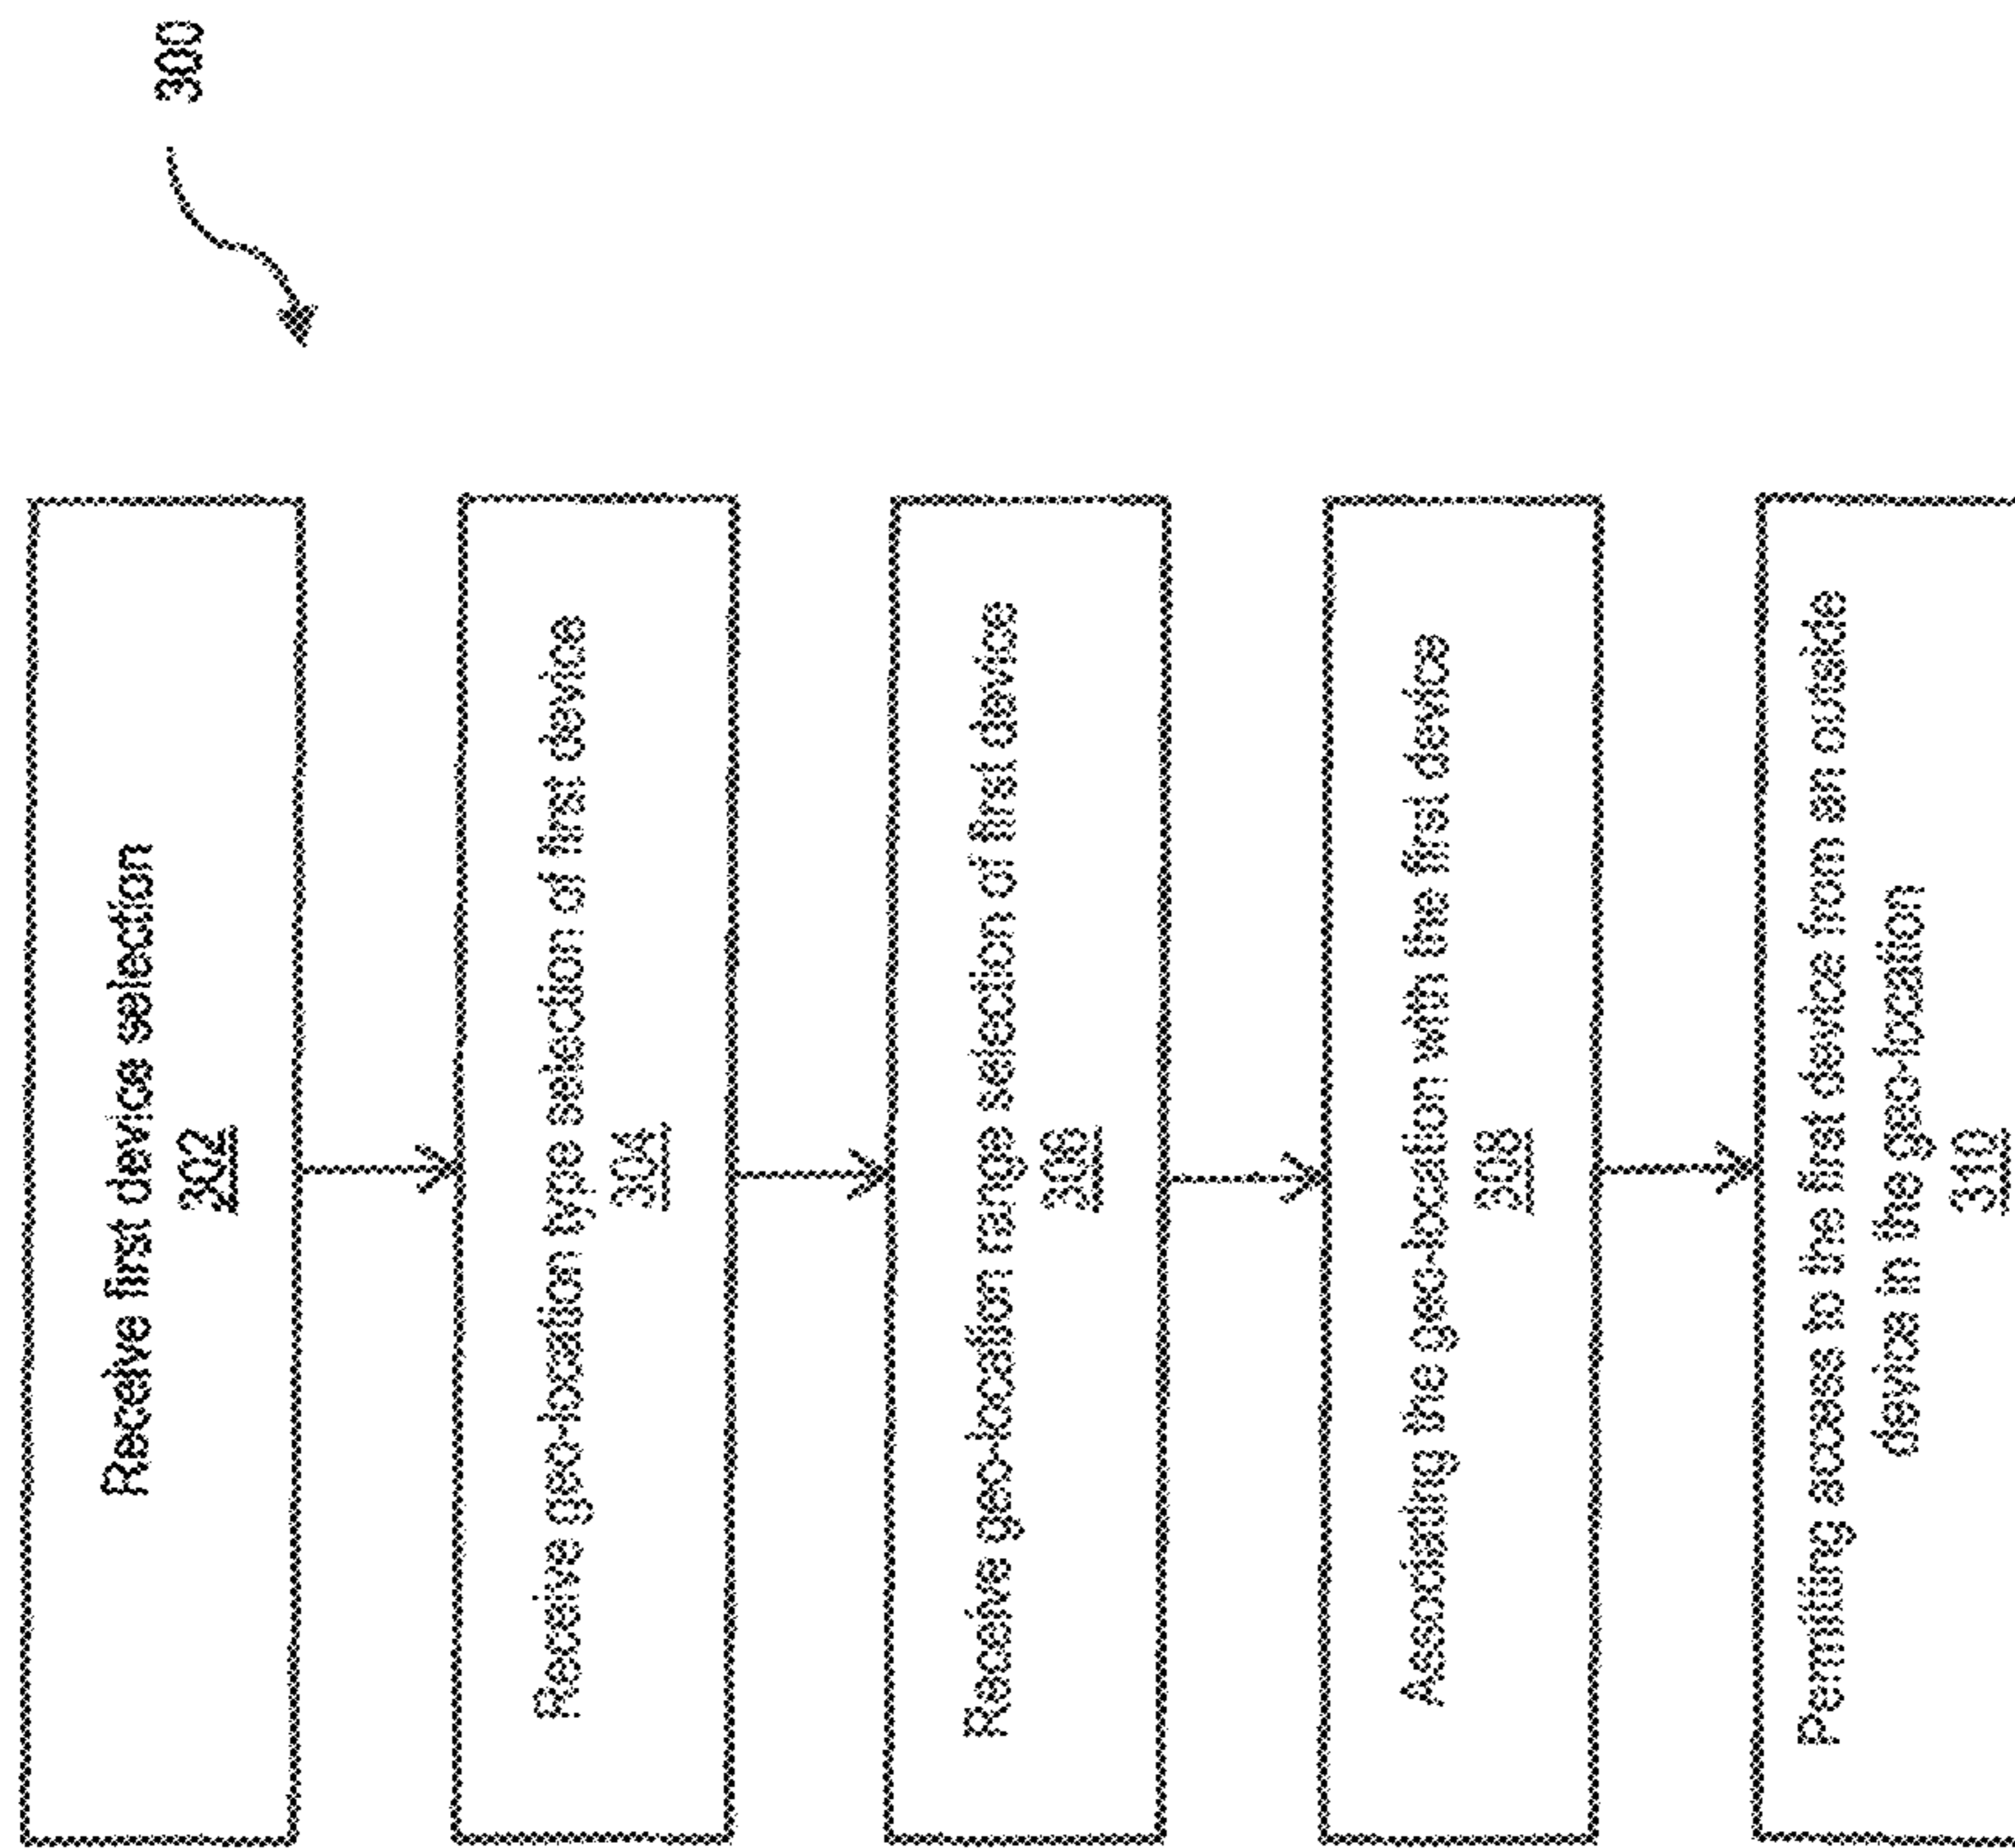 300
Receive first device selection
302
Receive geo-location type selection of first device
304
Receive geo-location range selection of first device
306
Associating the geo-location with the first device
308
Permitting access to the first device from an outside
device in the geo-location
310